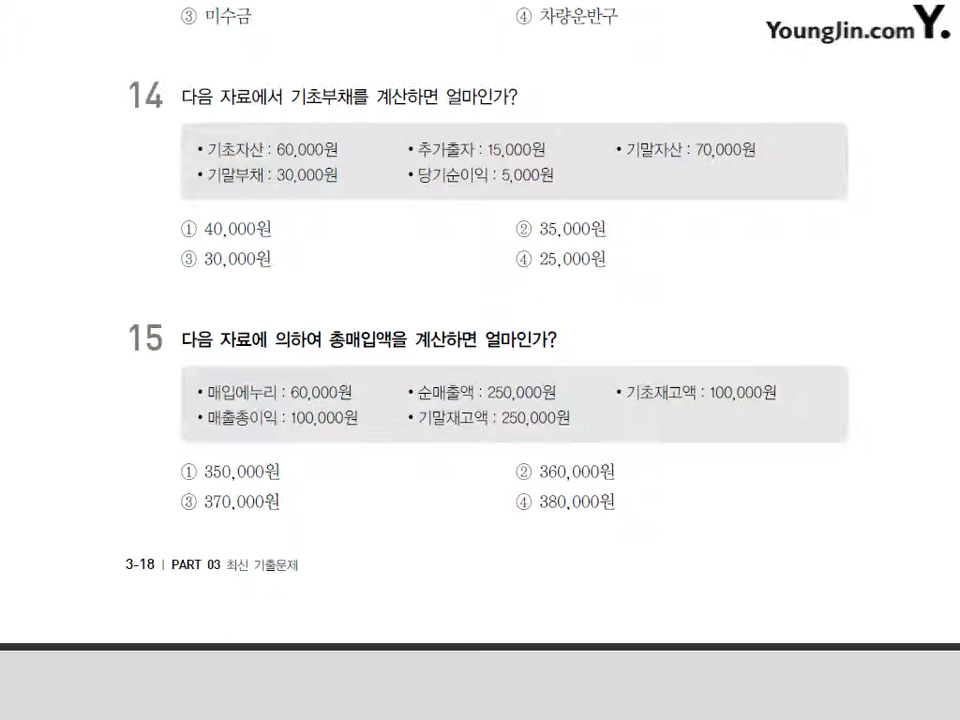 ③ 미수금
④ 차량운반구
YoungJin.com Y.
14 다음 자료에서 기초부채를 계산하면 얼마인가?
• 기초자산 : 60,000원 • 추가출자 : 15,000원 • 기말자산 : 70,000원
• 기말부채 : 30,000원 • 당기순이익 : 5,000원
① 40,000원 ② 35,000원
③ 30,000원 ④ 25,000원
15 다음 자료에 의하여 총매입액을 계산하면 얼마인가?
• 매입에누리 : 60,000원 • 순매출액 : 250,000원 • 기초재고액 : 100,000원
• 매출총이익 : 100,000원 • 기말재고액 : 250,000원
① 350,000원 ② 360,000원
③ 370,000원 ④ 380,000원
3-18 | PART 03 최신 기출문제